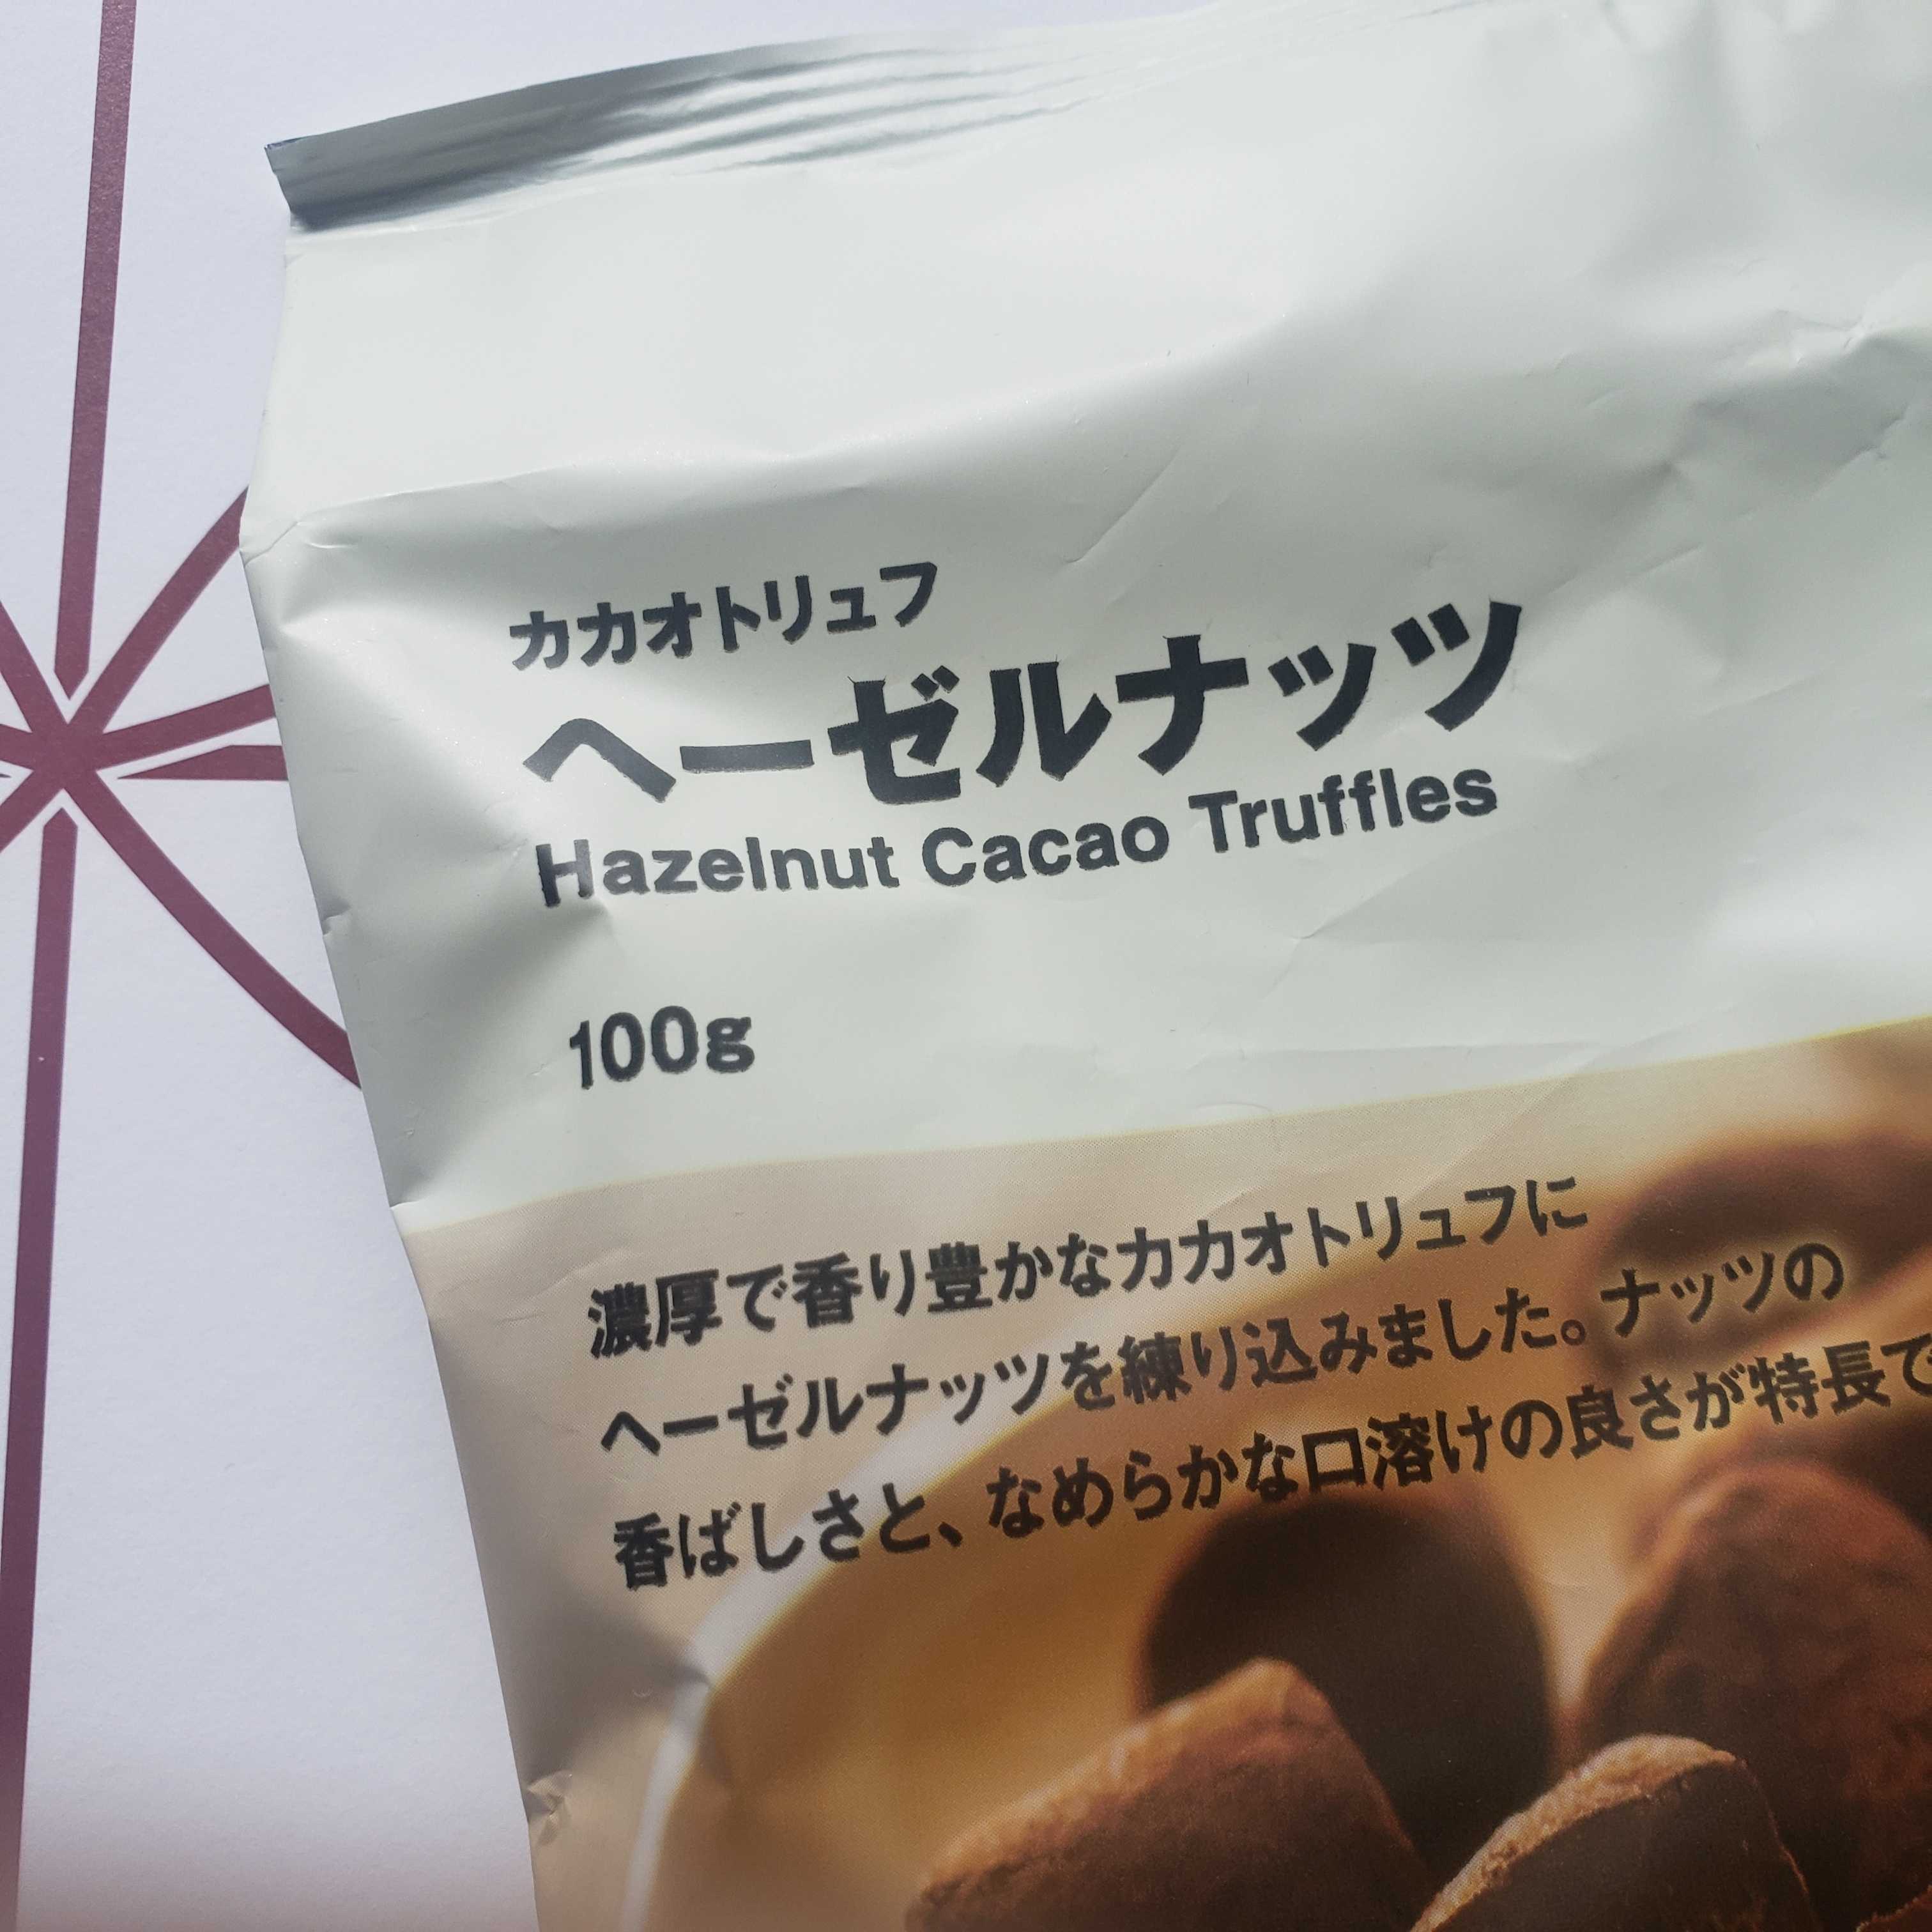 カカオトリュフ
ヘーゼルナッツ
Hazelnut Cacao Truffles
100g
濃厚で香り豊かなカカオトリュフに
ヘーゼルナッツを練り込みました。ナッツの
香ばしさと、なめらかな口溶けの良さが特長で